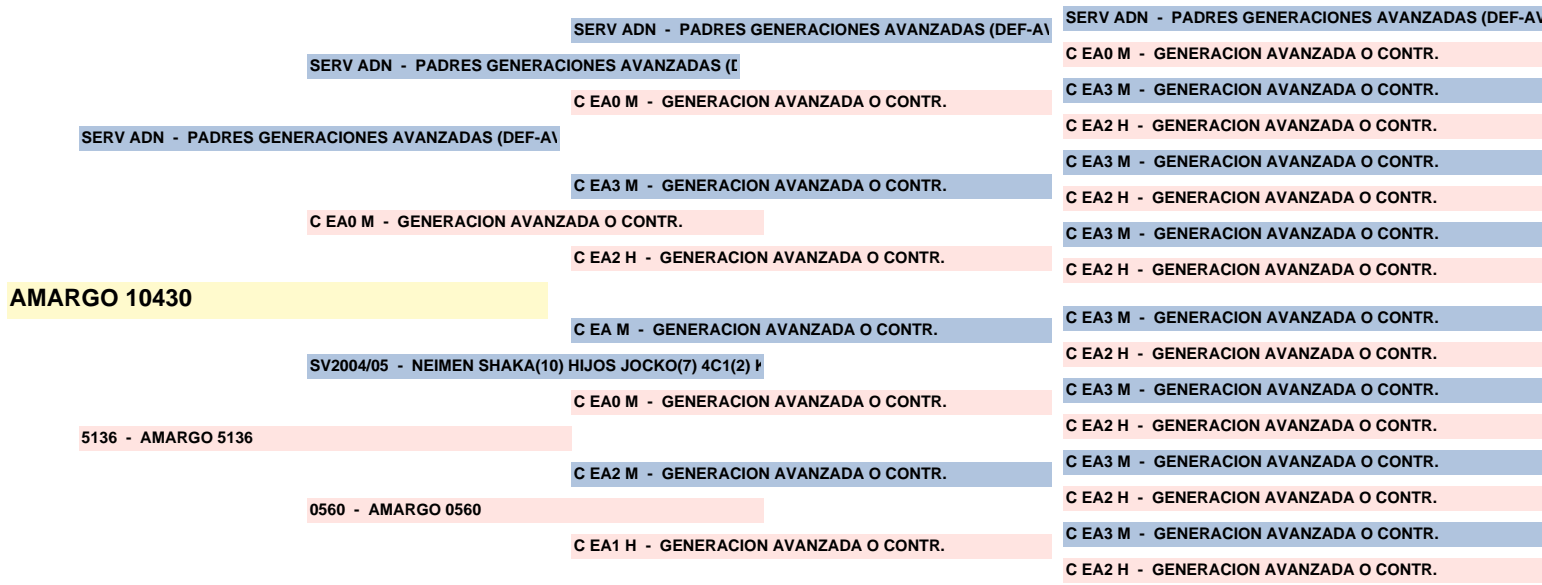 SERV ADN - PADRES GENERACIONES AVANZADAS (DEF-AV
SERV ADN - PADRES GENERACIONES AVANZADAS (DEF-AV
C EA0 M - GENERACION AVANZADA O CONTR.
SERV ADN - PADRES GENERACIONES AVANZADAS (D
C EA3 M - GENERACION AVANZADA O CONTR.
C EA0 M - GENERACION AVANZADA O CONTR.
C EA2 H - GENERACION AVANZADA O CONTR.
SERV ADN - PADRES GENERACIONES AVANZADAS (DEF-AV
C EA3 M - GENERACION AVANZADA O CONTR.
C EA3 M - GENERACION AVANZADA O CONTR.
C EA2 H - GENERACION AVANZADA O CONTR.
C EA0 M - GENERACION AVANZADA O CONTR.
C EA3 M - GENERACION AVANZADA O CONTR.
C EA2 H - GENERACION AVANZADA O CONTR.
C EA2 H - GENERACION AVANZADA O CONTR.
AMARGO 10430
C EA3 M - GENERACION AVANZADA O CONTR.
C EA M - GENERACION AVANZADA O CONTR.
C EA2 H - GENERACION AVANZADA O CONTR.
SV2004/05 - NEIMEN SHAKA(10) HIJOS JOCKO(7) 4C1(2)
C EA3 M - GENERACION AVANZADA O CONTR.
C EA0 M - GENERACION AVANZADA O CONTR.
C EA2 H - GENERACION AVANZADA O CONTR.
5136 - AMARGO 5136
C EA3 M - GENERACION AVANZADA O CONTR.
C EA2 M - GENERACION AVANZADA O CONTR.
C EA2 H - GENERACION AVANZADA O CONTR.
0560 - AMARGO 0560
C EA3 M - GENERACION AVANZADA O CONTR.
C EA1 H - GENERACION AVANZADA O CONTR.
C EA2 H - GENERACION AVANZADA O CONTR.